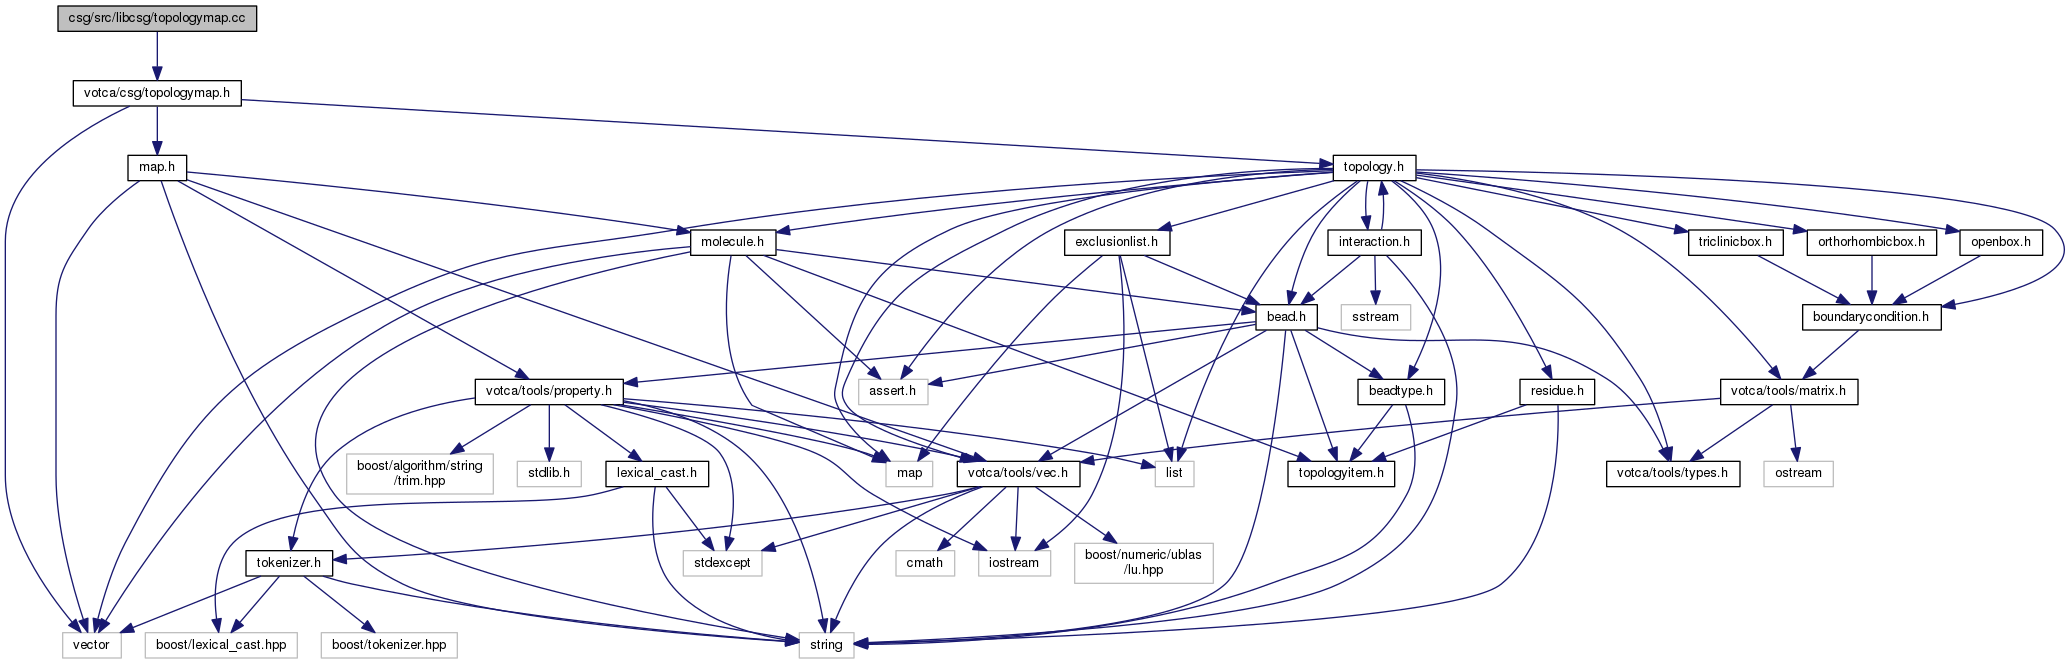 csg/src/libcsg/topologymap.cc
votca/csg/topologymap.h
map.h
topology.h
molecule.h
exclusionlist.h
interaction.h
triclinicbox.h
orthorhombicbox.h
openbox.h
bead.h
sstream
boundarycondition.h
votca/tools/property.h
assert.h
beadtype.h
residue.h
votca/tools/matrix.h
boost/algorithm/string
/trim.hpp
stdlib.h
lexical_cast.h
map
votca/tools/vec.h
list
topologyitem.h
votca/tools/types.h
ostream
tokenizer.h
stdexcept
cmath
iostream
boost/numeric/ublas
/lu.hpp
vector
boost/lexical_cast.hpp
boost/tokenizer.hpp
string